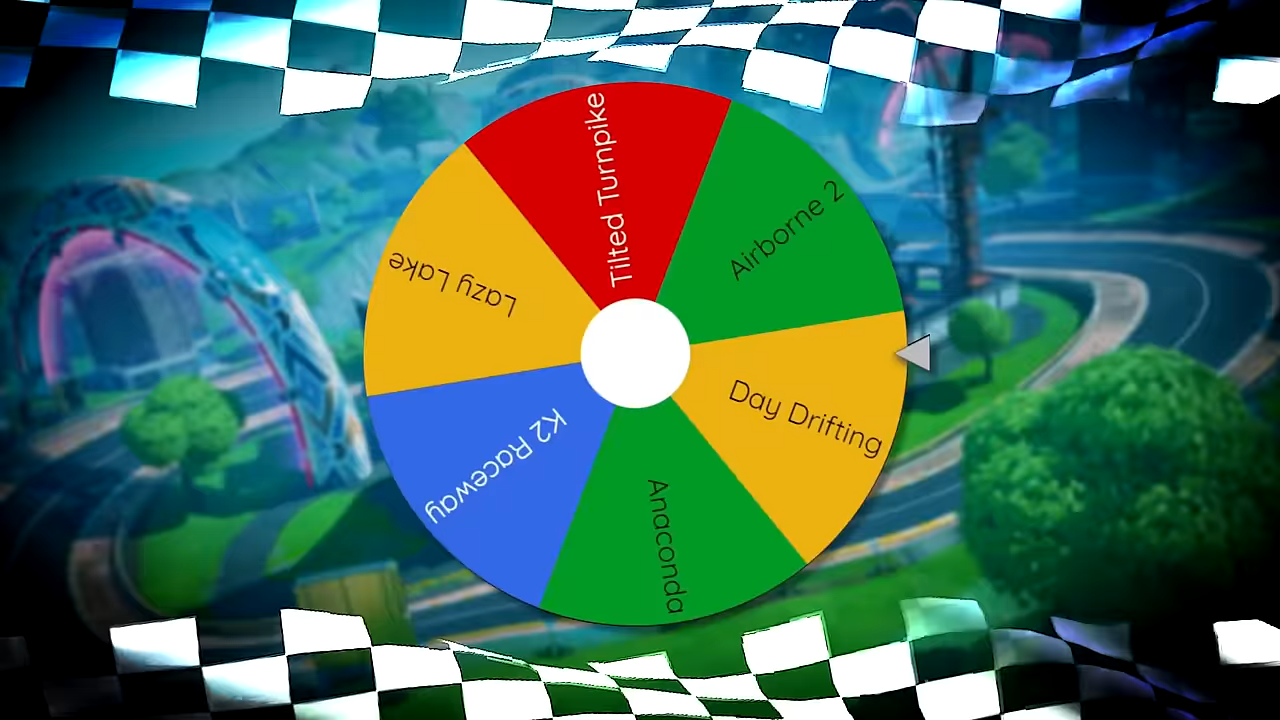 Tilted Turnpike
Airborne 2
Day Drifting
Anaconda
K2 Raceway
Lazy Lake